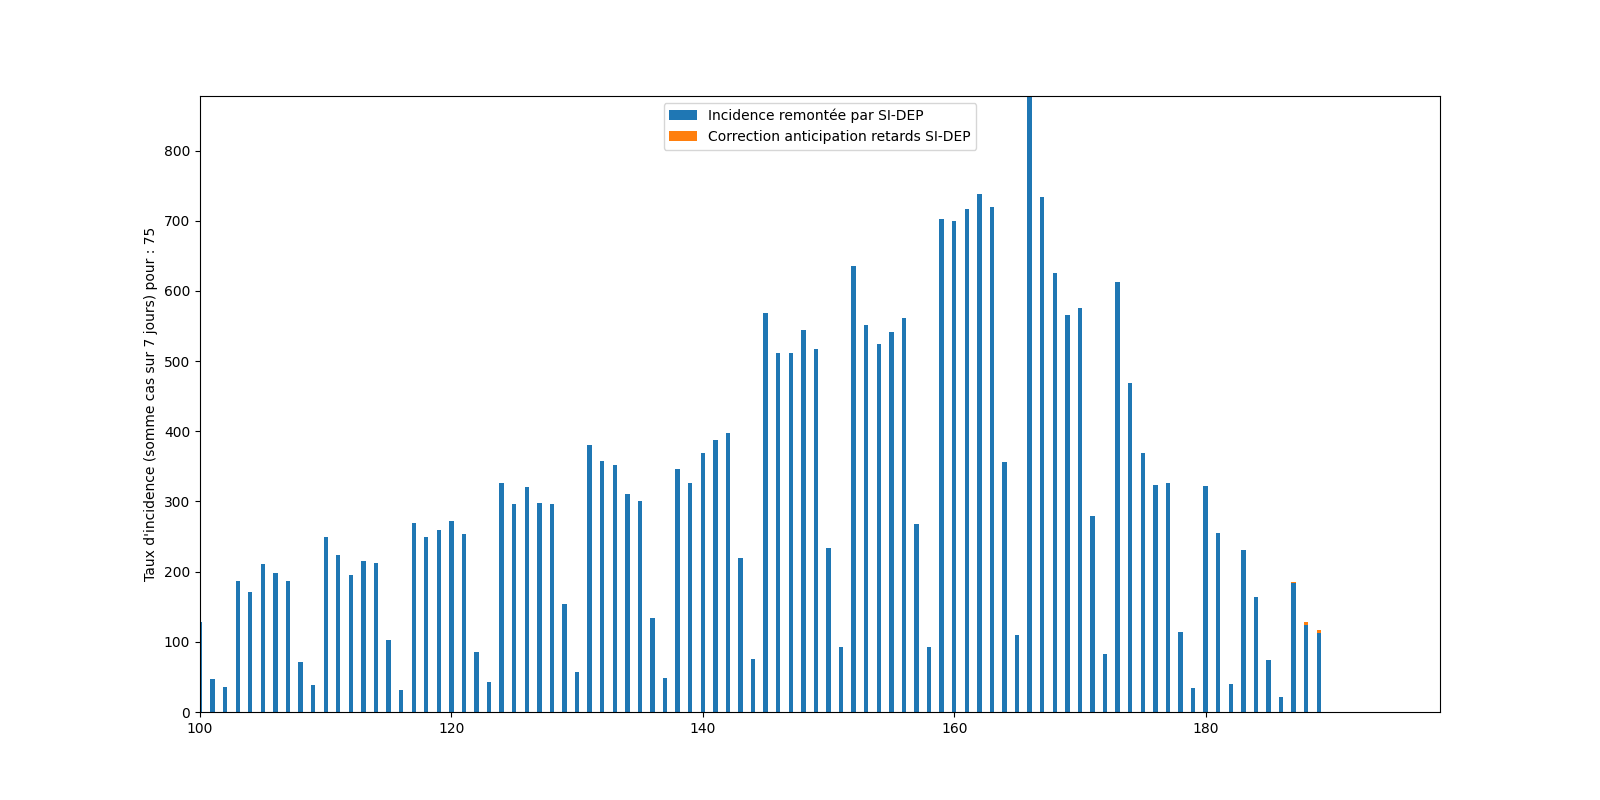 Incidence remontée par SI-DEP
Correction anticipation retards SI-DEP
Taux d'incidence (somme cas sur 7 jours) pour : 75
800
700
600
500
400
300
200
100
0
100 120 140 160 180